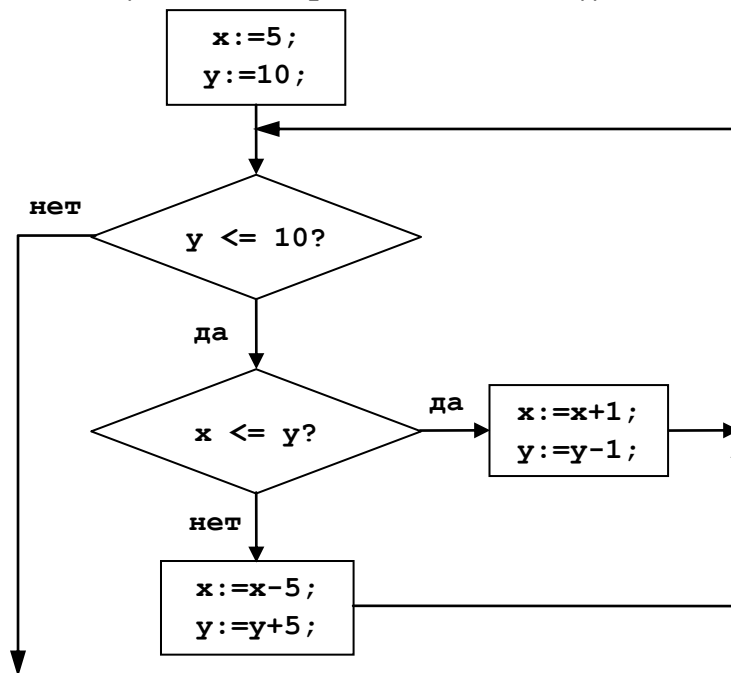 x:=5;
y:=10;
нет
y <= 10?
да
x <= y?
да
x:=x+1;
y:=y-1;
нет
x:=x-5;
y:=y+5;